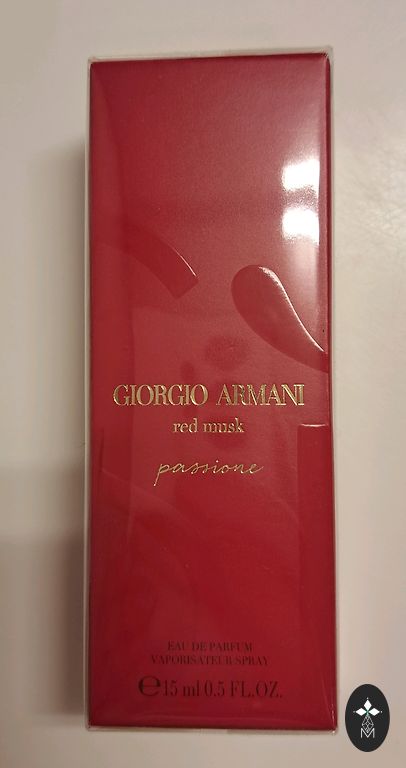 GIORGIO ARMANI
red musk
passione
EAU DE PARFUM
VAPORISATEUR SPRAY
℮15 ml 0.5 FL.OZ.
M